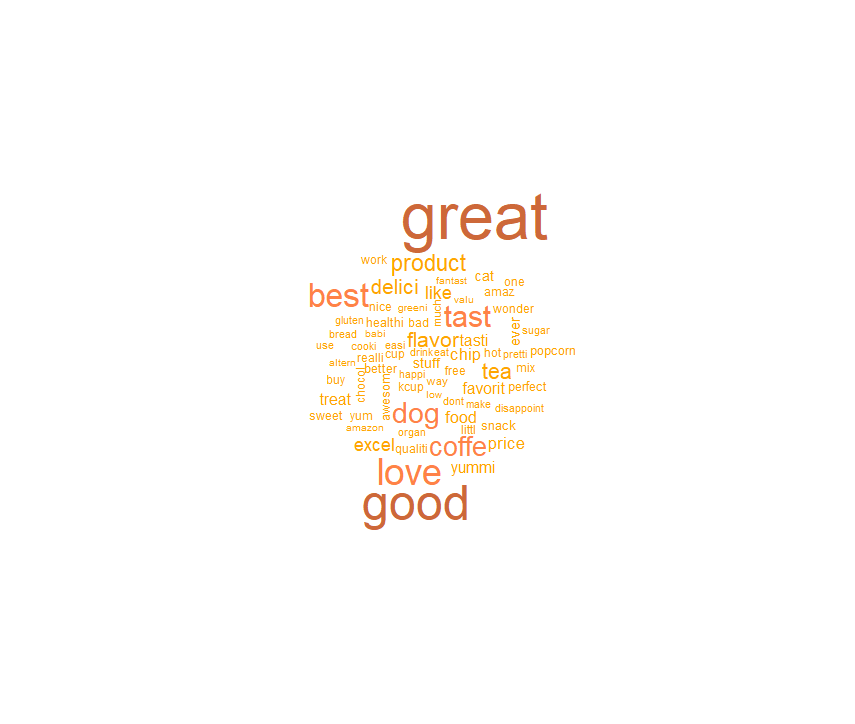 great
work
product
cat
one
fantast
delici
best
like
valu
amaz
nice
greeni
much
tast
wonder
gluten
healthi
bad
ever
sugar
bread
babi
flavor
tasti
use
cooki
easi
drinkeat
chip
hot
pretti
popcorn
altern
realli
cup
better
stuff
free
tea
mix
happi
buy
chocol
awesom
kcup
way
low
favorit
perfect
treat
dont
make
disappoint
sweet
yum
dog
food
amazon
organ
littl
snack
excel
qualiti
coffe
price
love
yummi
good